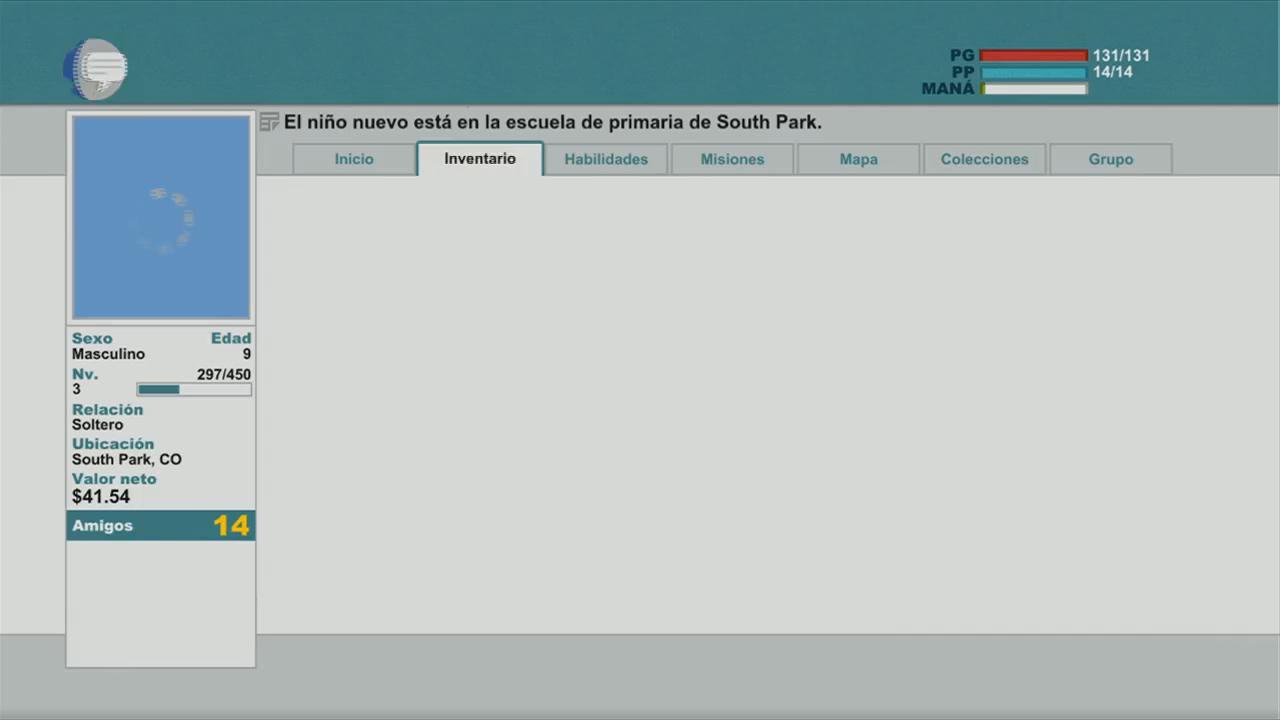 PG 131/131
PP 14/14
MANÁ
El niño nuevo está en la escuela de primaria de South Park.
Inicio Inventario Habilidades Misiones Mapa Colecciones Grupo
Sexo Edad
Masculino 9
Nv. 297/450
3
Relación
Soltero
Ubicación
South Park, CO
Valor neto
$41.54
Amigos 14